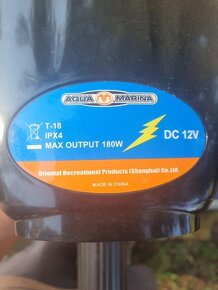 AQUA MARINA
T-18
IPX4
MAX OUTPUT 180W
DC 12V
Oriental Recreational Products (Shanghai) Co.,Ltd.
MADE IN CHINA